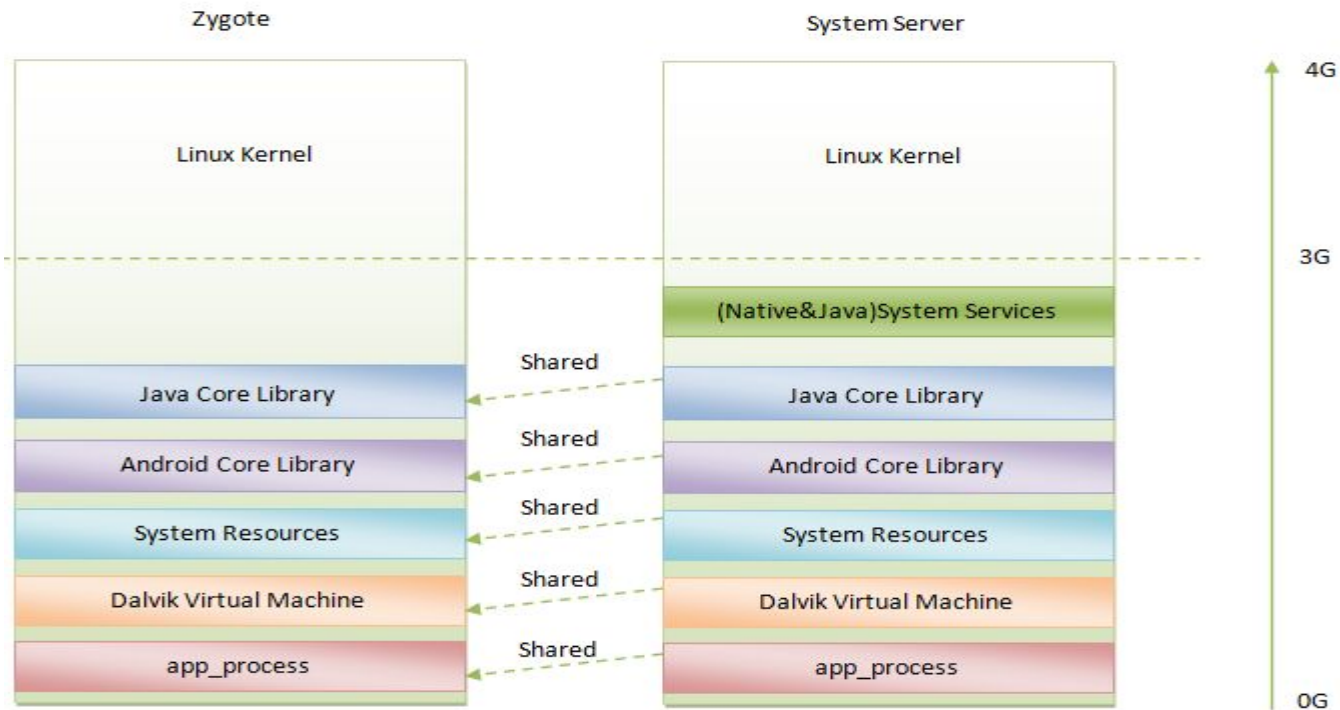 Zygote
System Server
4G
Linux Kernel
Linux Kernel
3G
(Native&Java)System Services
Shared
Java Core Library
Java Core Library
Shared
Android Core Library
Android Core Library
Shared
System Resources
System Resources
Shared
Dalvik Virtual Machine
Dalvik Virtual Machine
Shared
app_process
app_process
0G